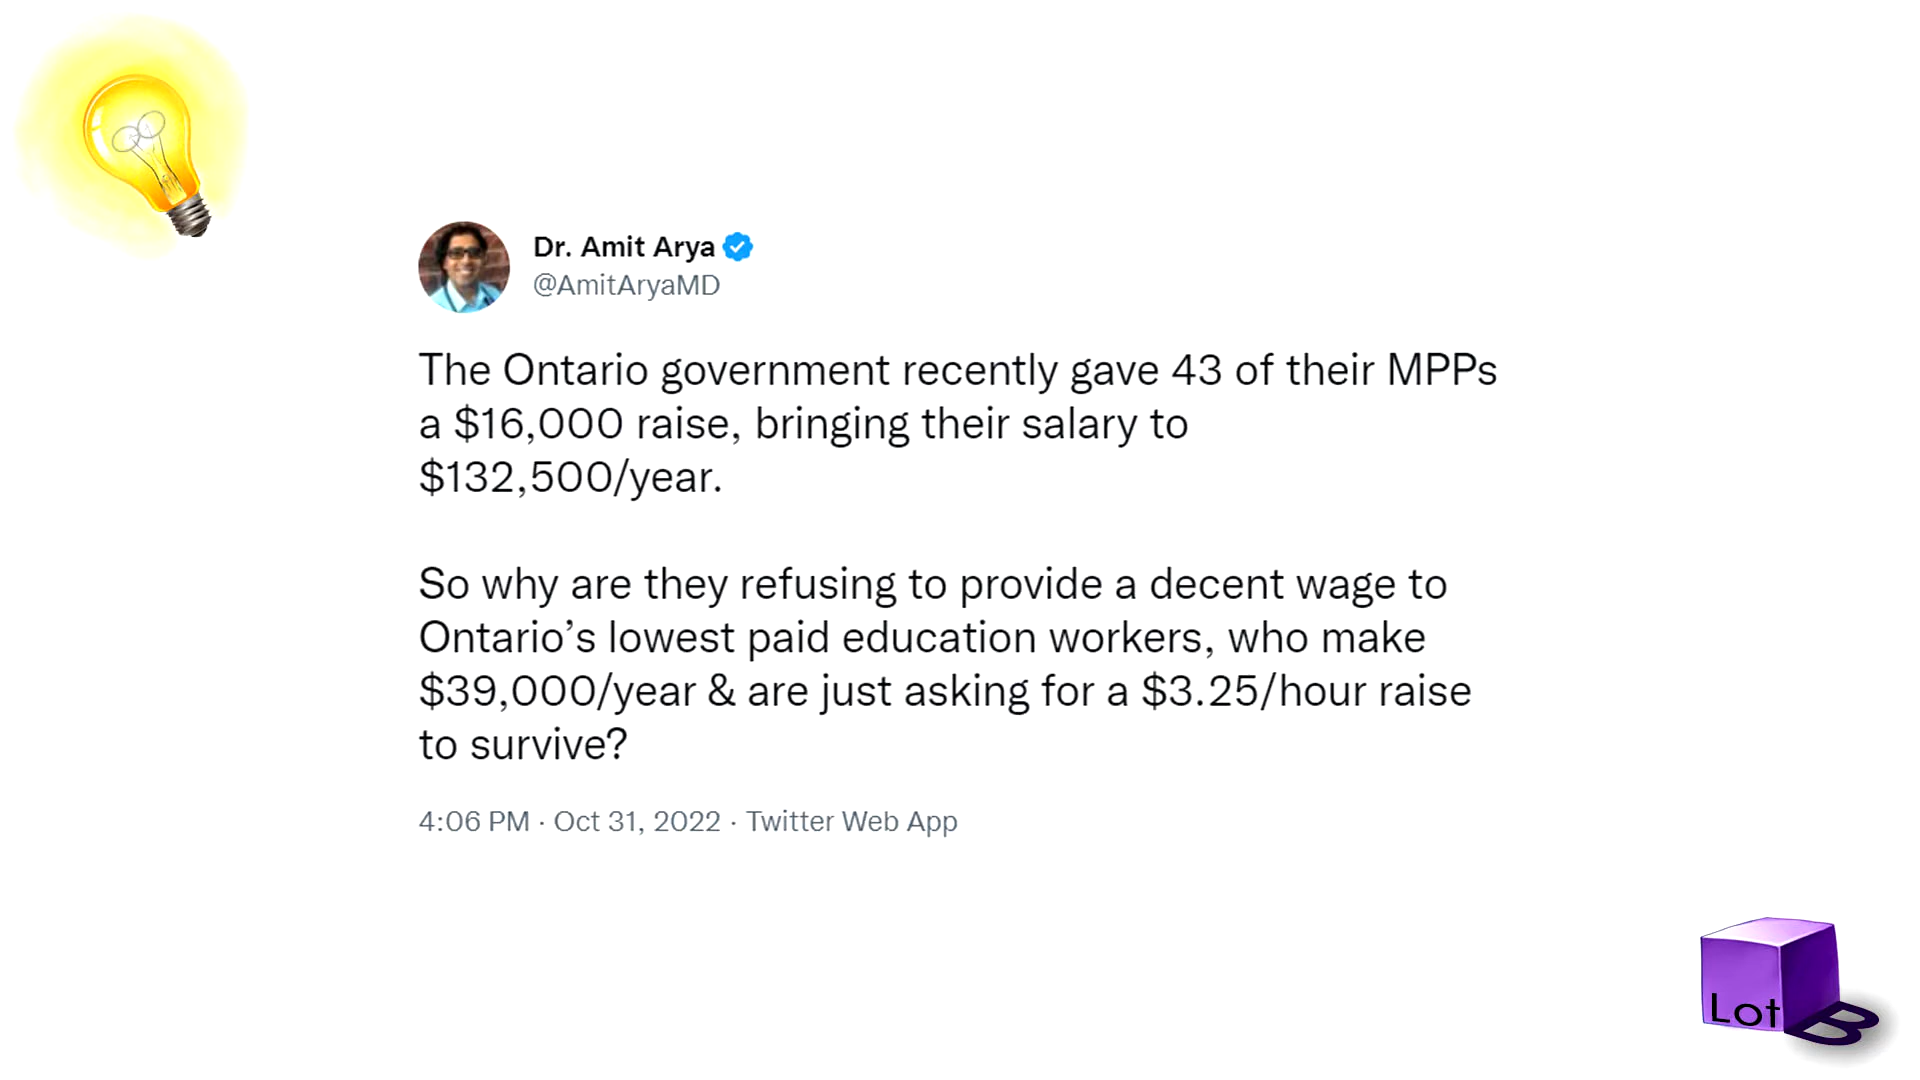 Dr. Amit Arya
@AmitAryaMD
The Ontario government recently gave 43 of their MPPs
a $16,000 raise, bringing their salary to
$132,500/year.
So why are they refusing to provide a decent wage to
Ontario’s lowest paid education workers, who make
$39,000/year & are just asking for a $3.25/hour raise
to survive?
4:06 PM · Oct 31, 2022 · Twitter Web App
Lot B